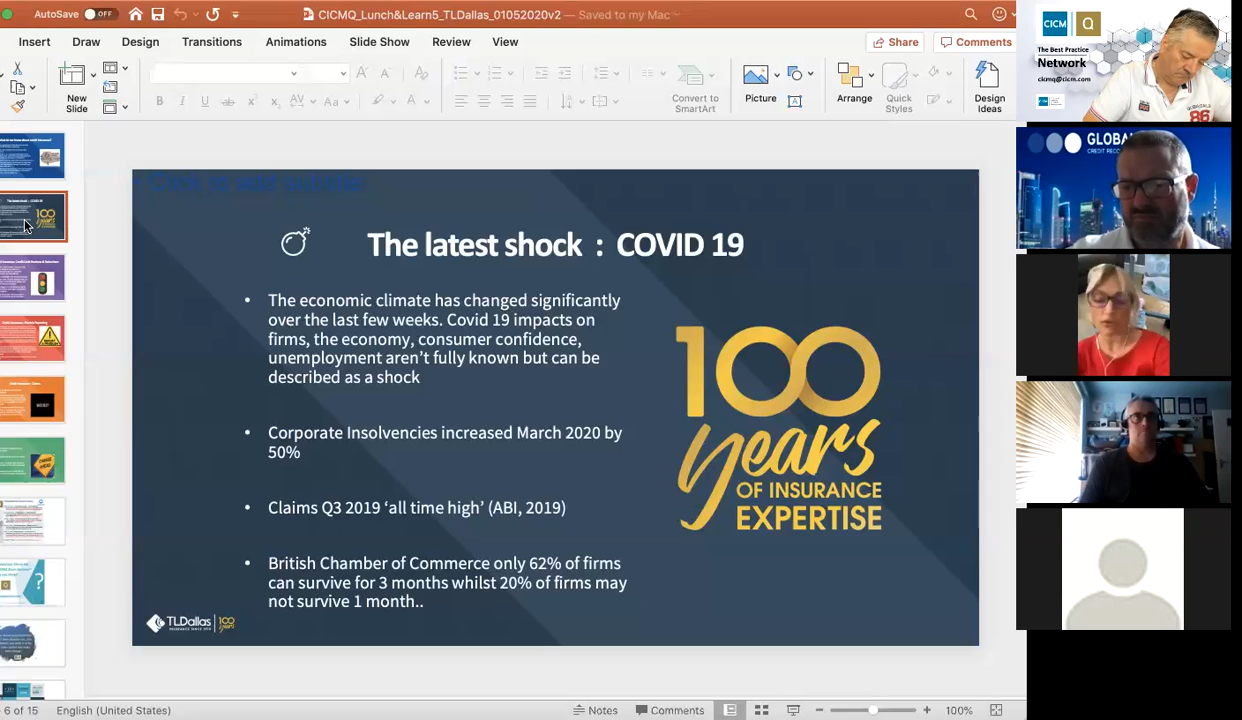 AutoSave OFF
CICMQ_Lunch&Learn5_TLDallas_01052020v2 — Saved to my Mac
Insert Draw Design Transitions Animations Slide Show Review View
Share Comments
New
Slide
Convert to
SmartArt
Picture
Arrange
Quick
Styles
Design
Ideas
The latest shock : COVID 19
• The economic climate has changed significantly
over the last few weeks. Covid 19 impacts on
firms, the economy, consumer confidence,
unemployment aren’t fully known but can be
described as a shock
• Corporate Insolvencies increased March 2020 by
50%
• Claims Q3 2019 ‘all time high’ (ABI, 2019)
• British Chamber of Commerce only 62% of firms
can survive for 3 months whilst 20% of firms may
not survive 1 month..
100
years
OF INSURANCE
EXPERTISE
TLDallas
100
6 of 15 English (United States)
Notes Comments 100%
CICM Q
The Best Practice
Network
cicmq@cicm.com
86
GLOBAL